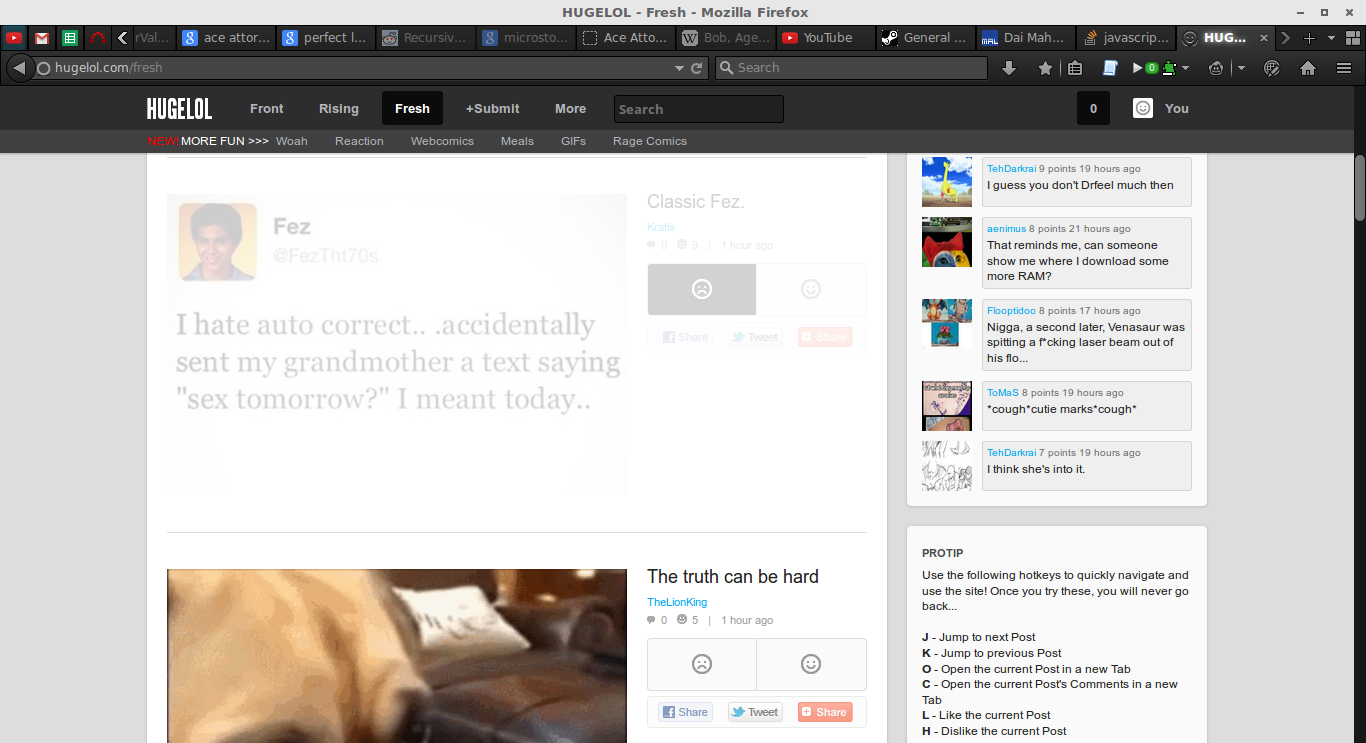 HUGELOL - Fresh - Mozilla Firefox
rVal...
ace attor...
perfect l...
Recursiv...
microsto...
Ace Atto...
Bob, Age...
YouTube
General ...
Dai Mah...
javascrip...
HUG...
hugelol.com/fresh
Search
0
HUGELOL
Front
Rising
Fresh
+Submit
More
Search
0
You
NEW! MORE FUN >>>
Woah
Reaction
Webcomics
Meals
GIFs
Rage Comics
Fez
@FezTht70s
I hate auto correct.. .accidentally
sent my grandmother a text saying
"sex tomorrow?" I meant today..
Classic Fez.
Kratis
0 9 | 1 hour ago
Share
Tweet
Share
The truth can be hard
TheLionKing
0 5 | 1 hour ago
Share
Tweet
Share
TehDarkrai 9 points 19 hours ago
I guess you don't Drfeel much then
aenimus 8 points 21 hours ago
That reminds me, can someone
show me where I download some
more RAM?
Flooptidoo 8 points 17 hours ago
Nigga, a second later, Venasaur was
spitting a f*cking laser beam out of
his flo...
ToMaS 8 points 19 hours ago
*cough*cutie marks*cough*
TehDarkrai 7 points 19 hours ago
I think she's into it.
PROTIP
Use the following hotkeys to quickly navigate and
use the site! Once you try these, you will never go
back...
J - Jump to next Post
K - Jump to previous Post
O - Open the current Post in a new Tab
C - Open the current Post's Comments in a new
Tab
L - Like the current Post
H - Dislike the current Post